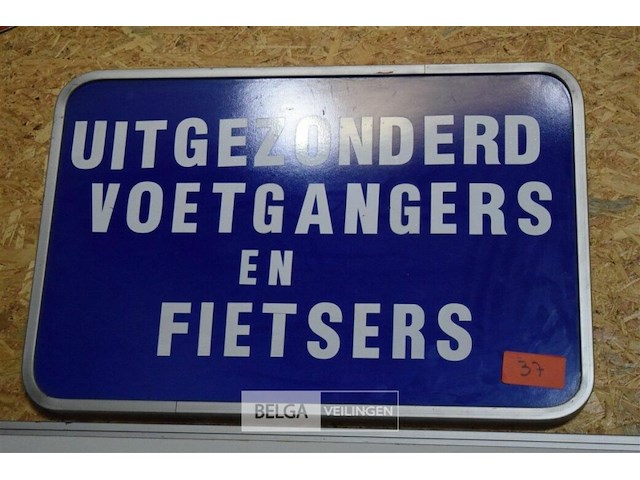 UITGEZONDERD
VOETGANGERS
EN
FIETSERS
37
BELGA VEILINGEN